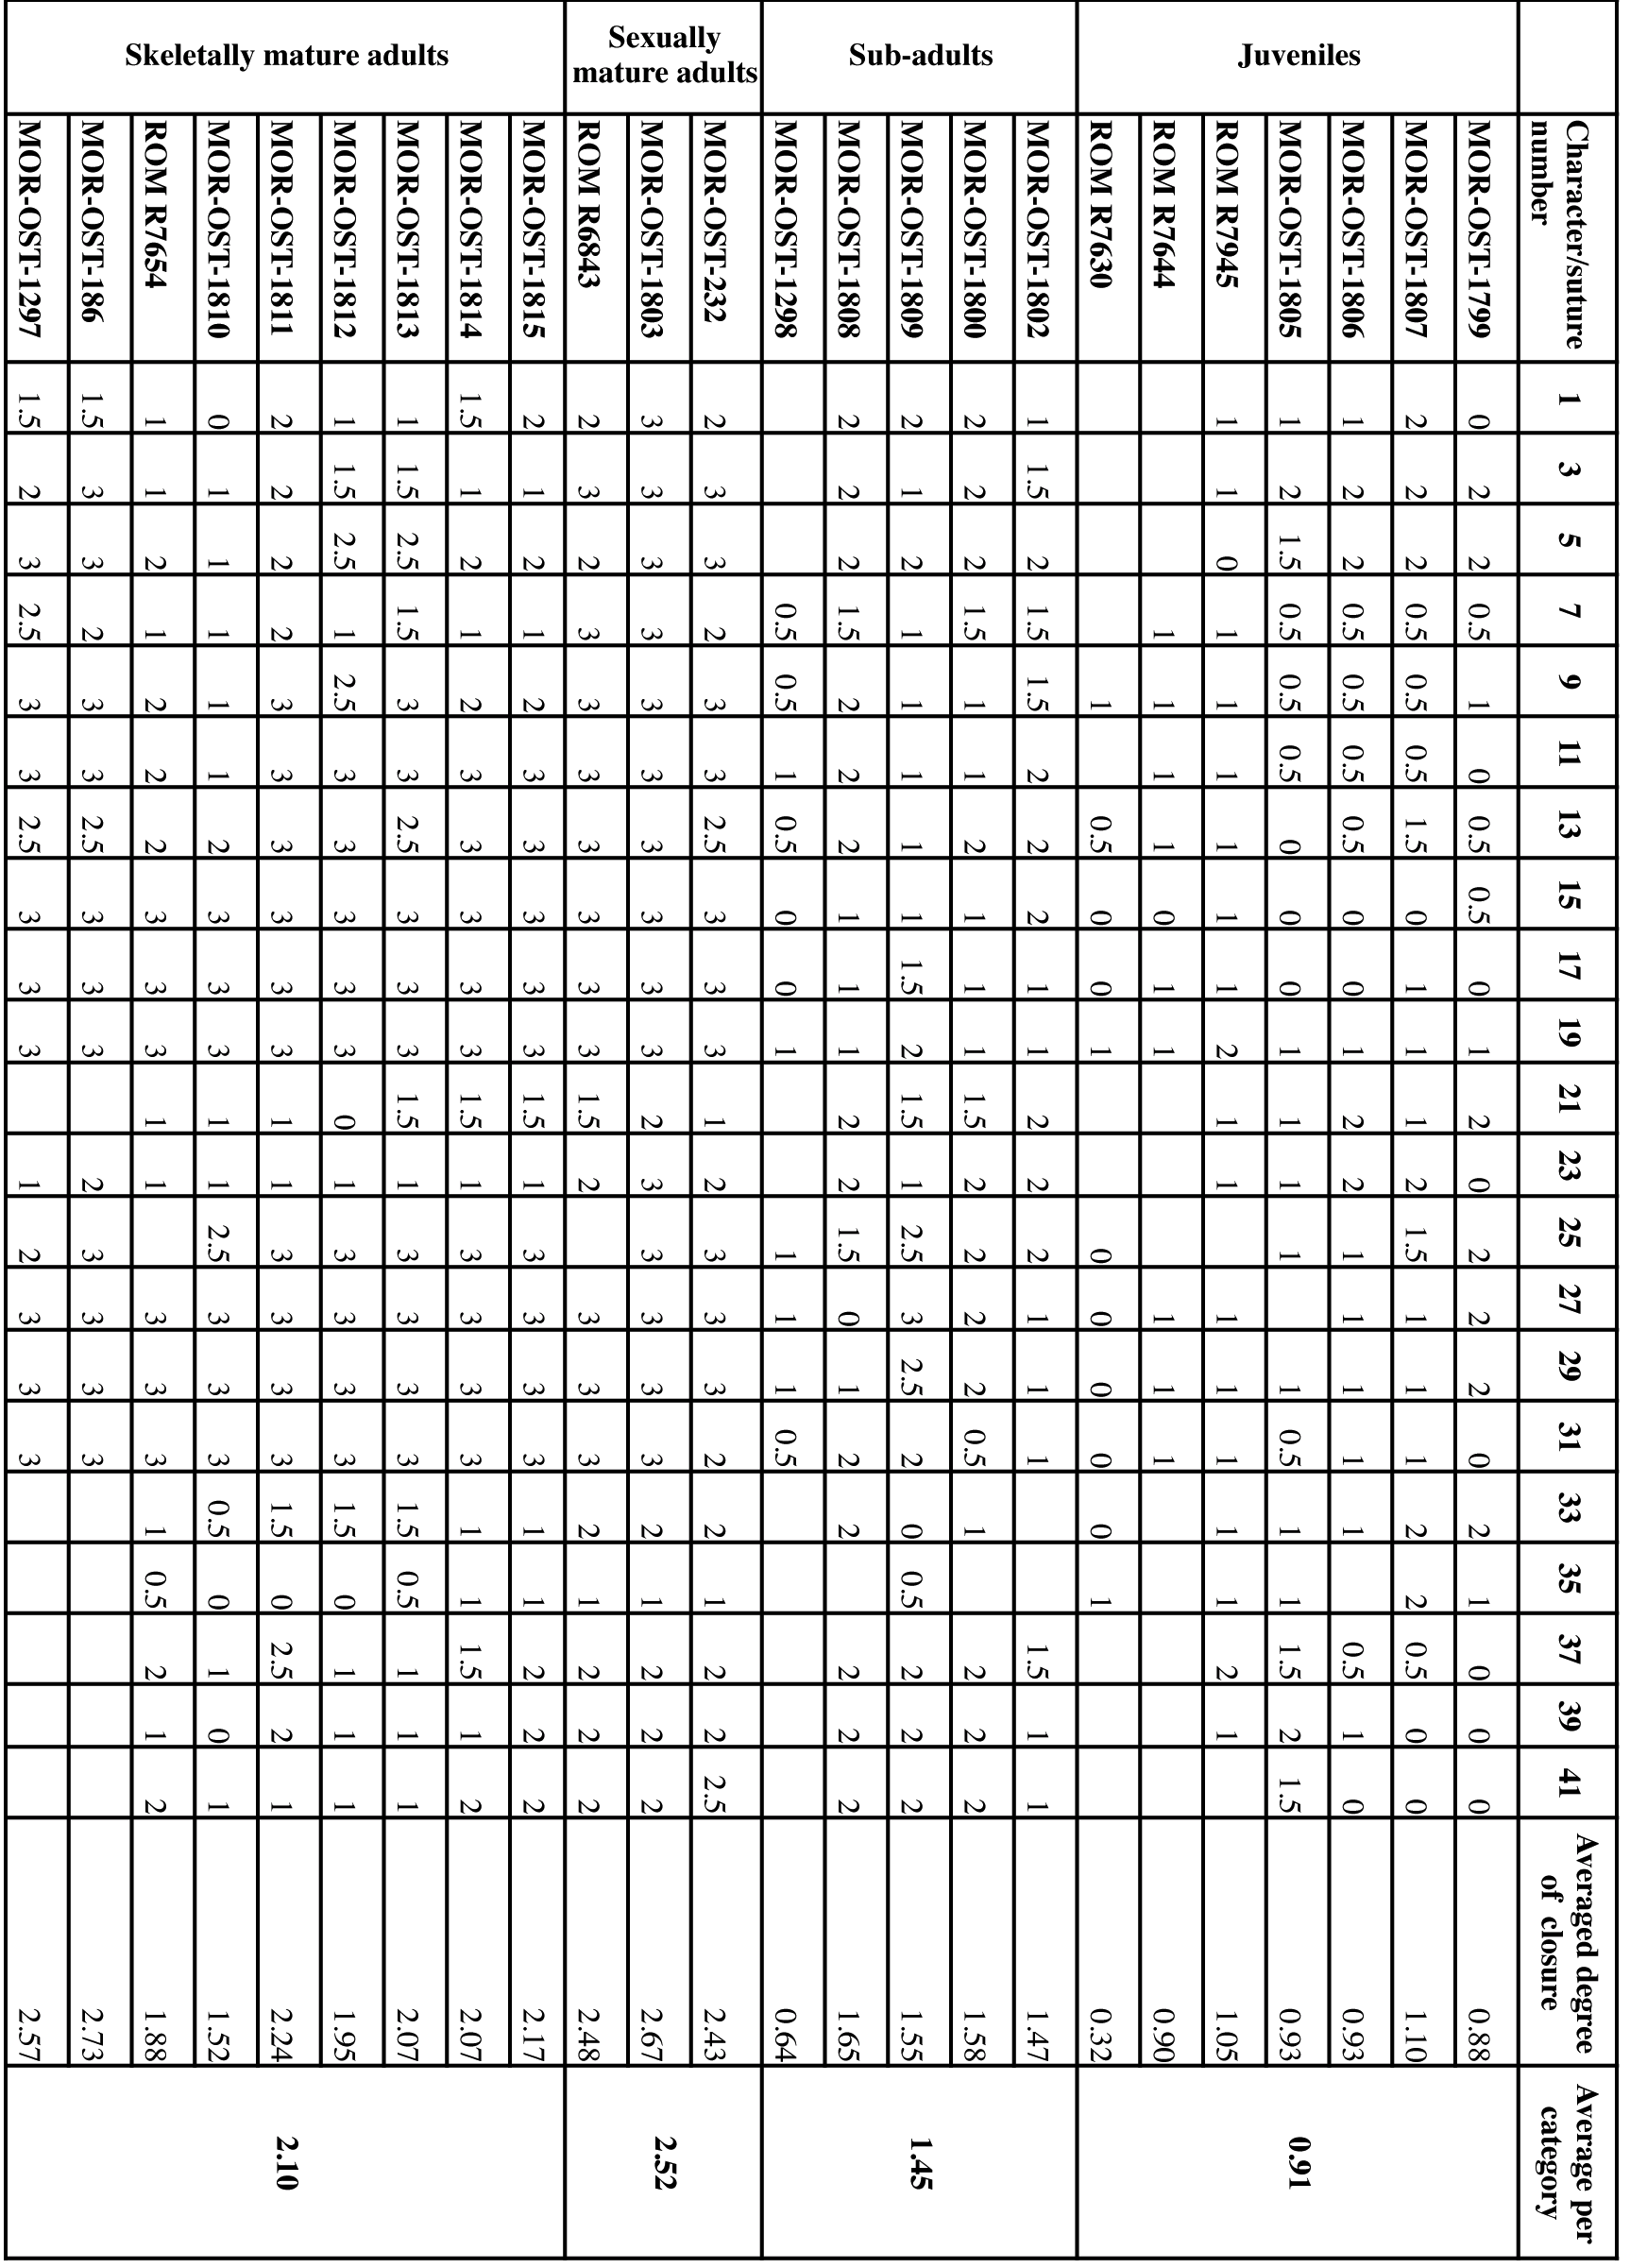 Character/suture number 1 3 5 7 9 11 13 15 17 19 21 23 25 27 29 31 33 35 37 39 41 Averaged degree of closure Average per category
Juveniles
MOR-OST-1799 0 2 2 0.5 1 0 0.5 0.5 0 1 2 0 2 2 2 0 2 1 0 0 0 0.88
MOR-OST-1807 2 2 2 0.5 0.5 0.5 1.5 0 1 1 1 2 1.5 1 1 1 2 2 0.5 0 0 1.10
MOR-OST-1806 1 2 2 0.5 0.5 0.5 0.5 0 0 1 2 2 1 1 1 1 1 0.5 1 0 0.93
MOR-OST-1805 1 2 1.5 0.5 0.5 0.5 0 0 0 1 1 1 1 1 0.5 1 1 1.5 2 1.5 0.93
ROM R7945 1 1 0 1 1 1 1 1 1 2 1 1 1 1 1 1 1 2 1 1.05
ROM R7644 1 1 1 1 0 1 1 1 1 1 0.90
ROM R7630 1 0.5 0 0 1 0 0 0 0 0 1 0.32
0.91
Sub-adults
MOR-OST-1802 1 1.5 2 1.5 1.5 2 2 2 1 1 2 2 2 1 1 1 1.5 1 1 1.47
MOR-OST-1800 2 2 2 1.5 1 1 2 1 1 1 1.5 2 2 2 2 0.5 1 2 2 2 1.58
MOR-OST-1809 2 1 2 1 1 1 1 1 1.5 2 1.5 1 2.5 3 2.5 2 0 0.5 2 2 2 1.55
MOR-OST-1808 2 2 2 1.5 2 2 2 1 1 1 2 2 1.5 0 1 2 2 2 2 2 1.65
MOR-OST-1298 0.5 0.5 1 0.5 0 0 1 1 1 1 0.5 0.64
1.45
Sexually
mature adults
MOR-OST-232 2 3 3 2 3 3 2.5 3 3 3 1 2 3 3 3 2 2 1 2 2 2.5 2.43
MOR-OST-1803 3 3 3 3 3 3 3 3 3 3 2 3 3 3 3 3 2 1 2 2 2 2.67
ROM R6843 2 3 2 3 3 3 3 3 3 3 1.5 2 3 3 3 2 1 2 2 2 2.48
2.52
Skeletally mature adults
MOR-OST-1815 2 1 2 1 2 3 3 3 3 3 1.5 1 3 3 3 3 1 1 2 2 2 2.17
MOR-OST-1814 1.5 1 2 1 2 3 3 3 3 3 1.5 1 3 3 3 3 1 1 1.5 1 2 2.07
MOR-OST-1813 1 1.5 2.5 1.5 3 3 2.5 3 3 3 1.5 1 3 3 3 3 1.5 0.5 1 1 1 2.07
MOR-OST-1812 1 1.5 2.5 1 2.5 3 3 3 3 3 0 1 3 3 3 3 1.5 0 1 1 1 1.95
MOR-OST-1811 2 2 2 2 3 3 3 3 3 3 1 1 3 3 3 3 1.5 0 2.5 2 1 2.24
MOR-OST-1810 0 1 1 1 1 1 2 3 3 3 1 1 2.5 3 3 3 0.5 0 1 0 1 1.52
ROM R7654 1 1 2 1 2 2 2 3 3 3 1 1 3 3 3 1 0.5 2 1 2 1.88
MOR-OST-186 1.5 3 3 2 3 3 2.5 3 3 3 2 3 3 3 3 2.73
MOR-OST-1297 1.5 2 3 2.5 3 3 2.5 3 3 3 1 2 3 3 3 2.57
2.10